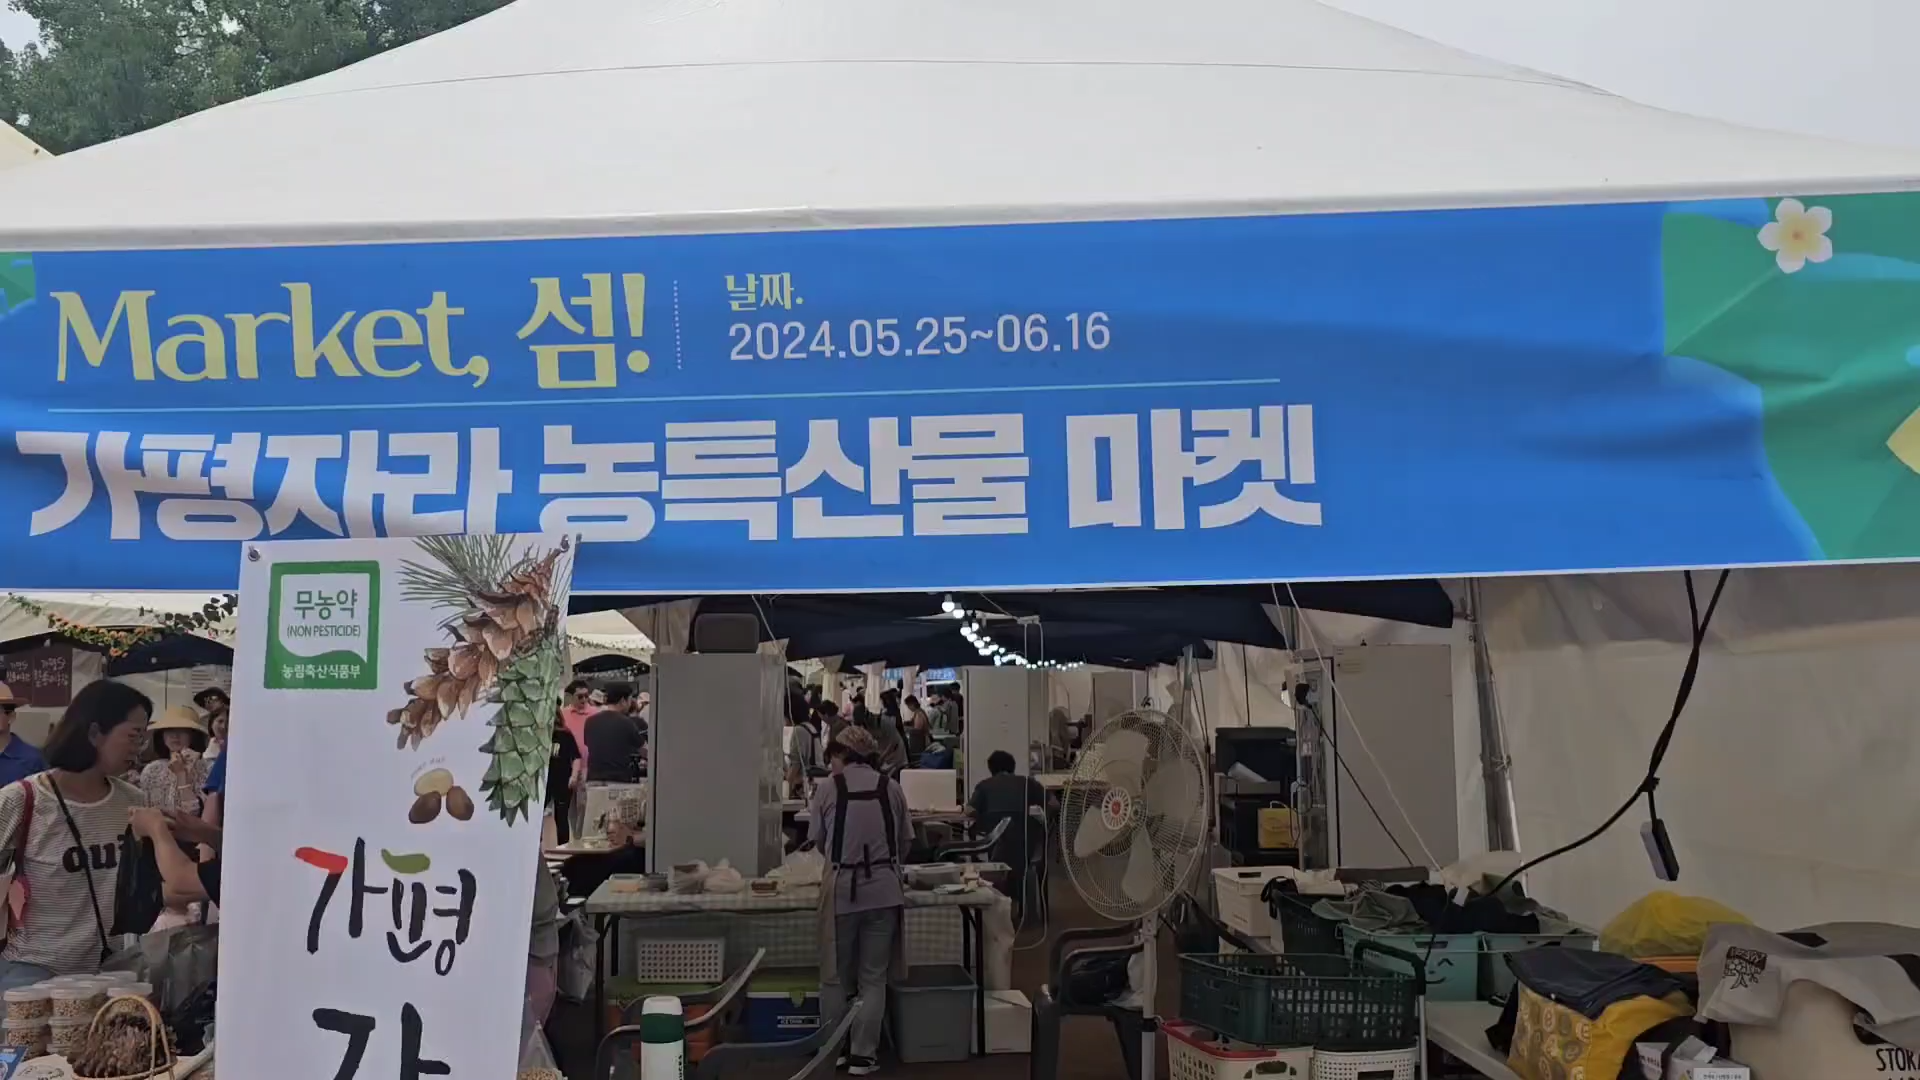 Market, 섬!
날짜.
2024.05.25~06.16
가평자라 농특산물 마켓
무농약
(NON PESTICIDE)
농림축산식품부
가평